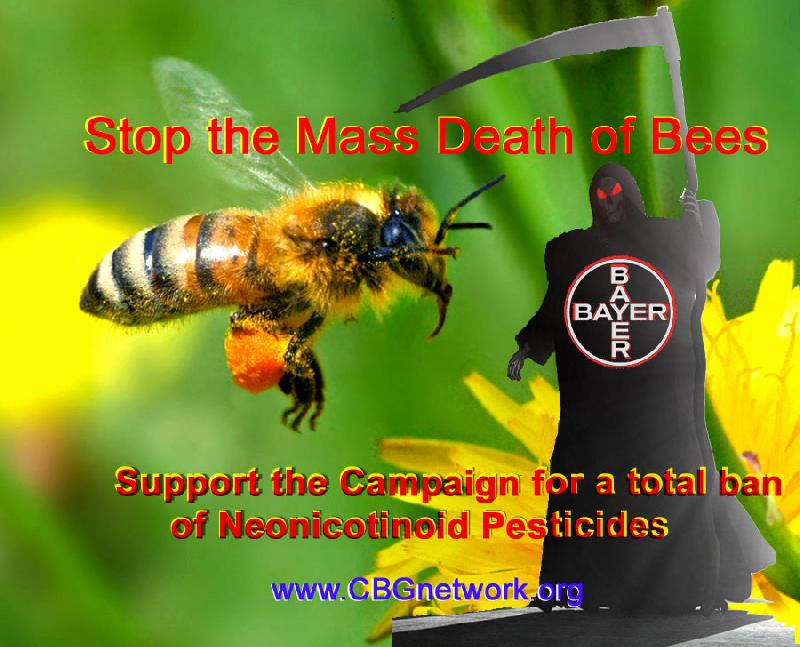 Stop the Mass Death of Bees
BAYER
BAYER
Support the Campaign for a total ban
of Neonicotinoid Pesticides
www.CBGnetwork.org